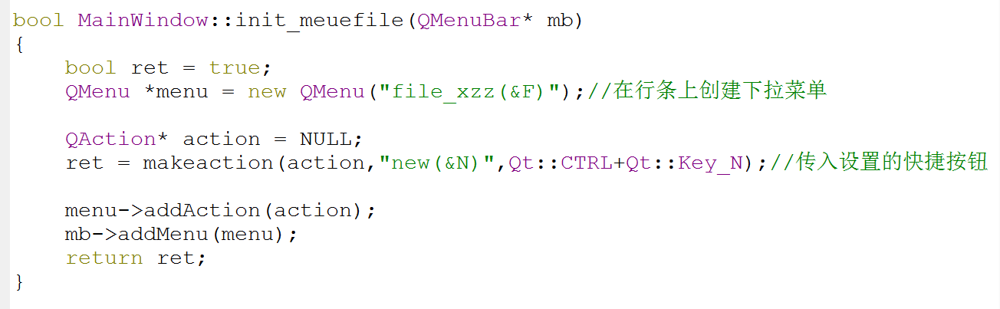 bool MainWindow::init_meuefile(QMenuBar* mb)
{
bool ret = true;
QMenu *menu = new QMenu("file_xzz(&F)");//在行条上创建下拉菜单
QAction* action = NULL;
ret = makeaction(action,"new(&N)",Qt::CTRL+Qt::Key_N);//传入设置的快捷按钮
menu->addAction(action);
mb->addMenu(menu);
return ret;
}